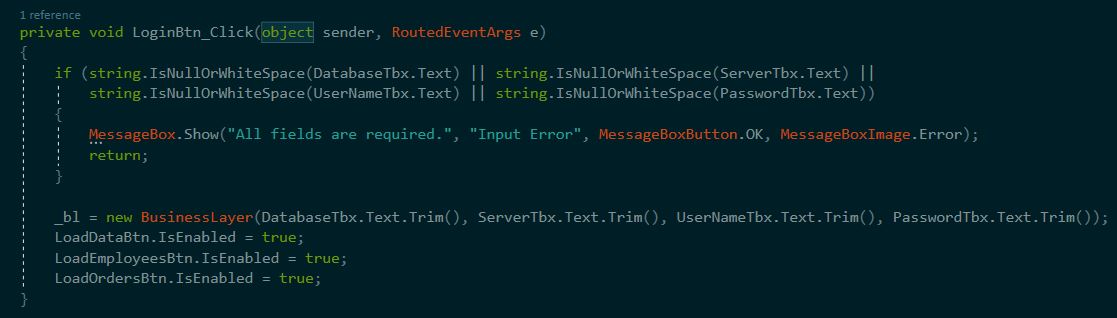 1 reference
private void LoginBtn_Click(object sender, RoutedEventArgs e)
{
if (string.IsNullOrWhiteSpace(DatabaseTbx.Text) || string.IsNullOrWhiteSpace(ServerTbx.Text) ||
string.IsNullOrWhiteSpace(UserNameTbx.Text) || string.IsNullOrWhiteSpace(PasswordTbx.Text))
{
MessageBox.Show("All fields are required.", "Input Error", MessageBoxButton.OK, MessageBoxImage.Error);
return;
}
_bl = new BusinessLayer(DatabaseTbx.Text.Trim(), ServerTbx.Text.Trim(), UserNameTbx.Text.Trim(), PasswordTbx.Text.Trim());
LoadDataBtn.IsEnabled = true;
LoadEmployeesBtn.IsEnabled = true;
LoadOrdersBtn.IsEnabled = true;
}